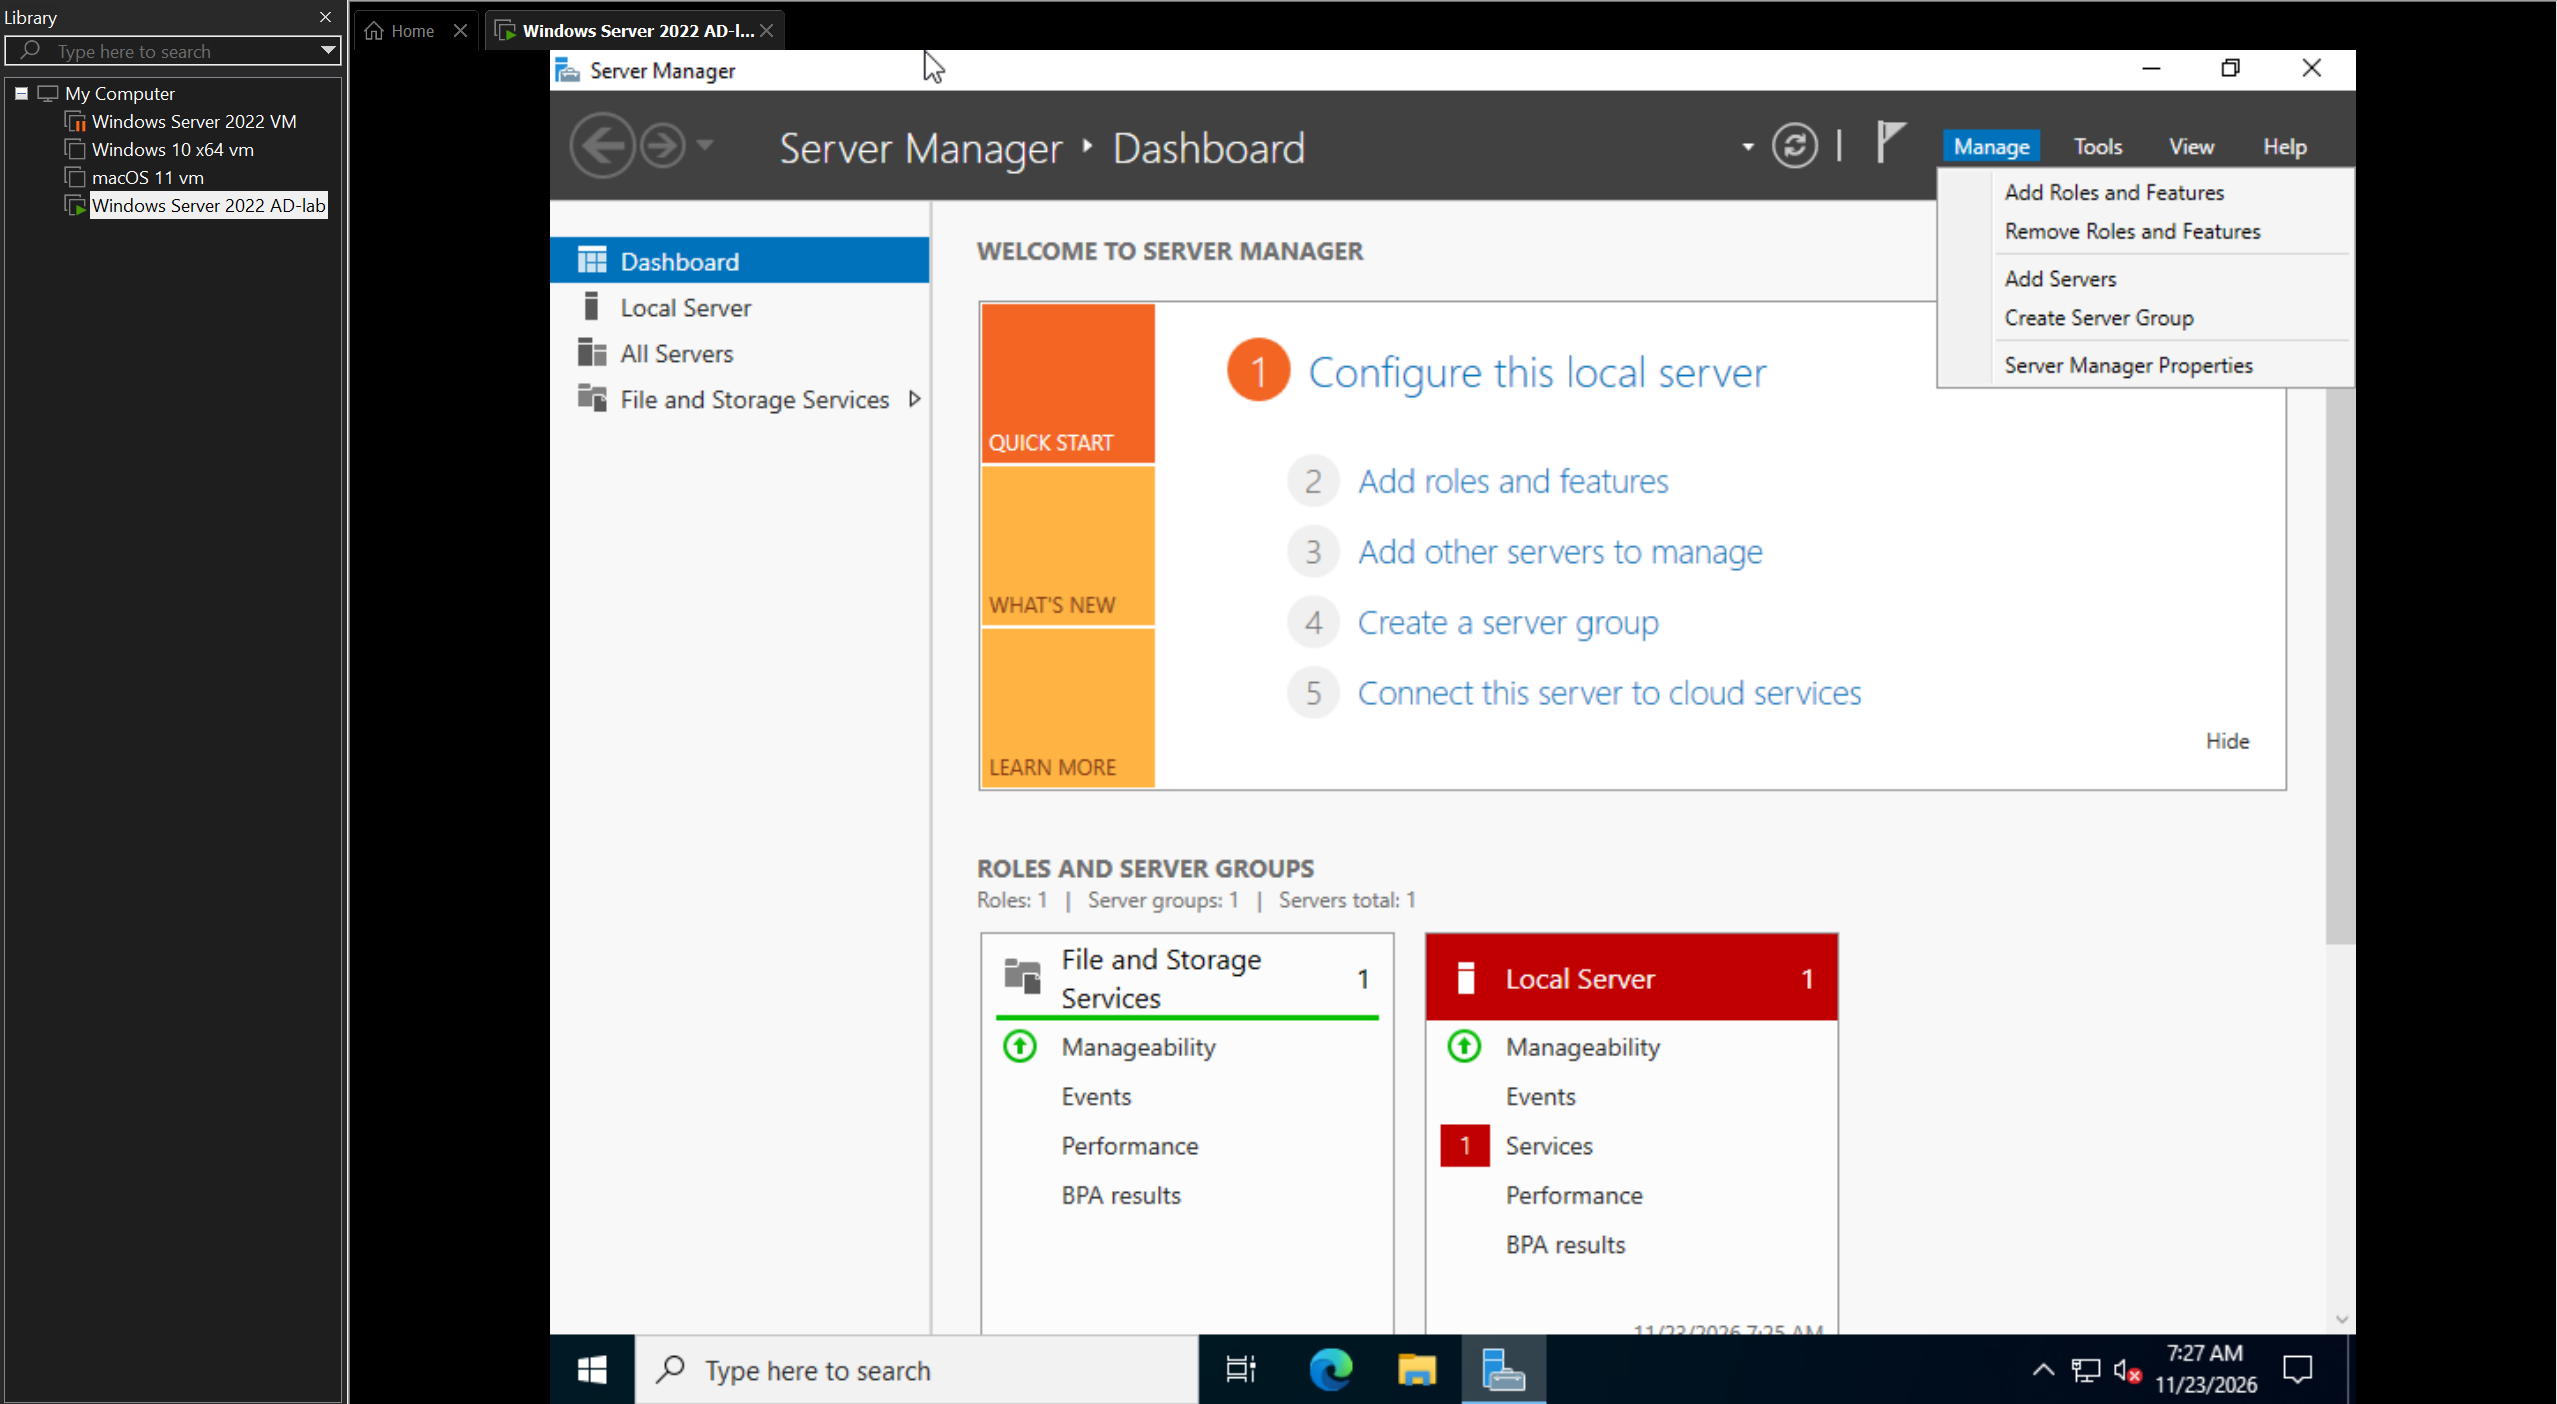 Library
Type here to search
My Computer
Windows Server 2022 VM
Windows 10 x64 vm
macOS 11 vm
Windows Server 2022 AD-lab
Home
Windows Server 2022 AD-l...
Server Manager
Server Manager
Dashboard
Manage
Tools
View
Help
Add Roles and Features
Remove Roles and Features
Add Servers
Create Server Group
Server Manager Properties
Dashboard
Local Server
All Servers
File and Storage Services
WELCOME TO SERVER MANAGER
QUICK START
WHAT'S NEW
LEARN MORE
1 Configure this local server
2 Add roles and features
3 Add other servers to manage
4 Create a server group
5 Connect this server to cloud services
Hide
ROLES AND SERVER GROUPS
Roles: 1 | Server groups: 1 | Servers total: 1
File and Storage
Services
1
Manageability
Events
Performance
BPA results
Local Server 1
Manageability
Events
1 Services
Performance
BPA results
11/23/2026 7:25 AM
Type here to search
7:27 AM
11/23/2026